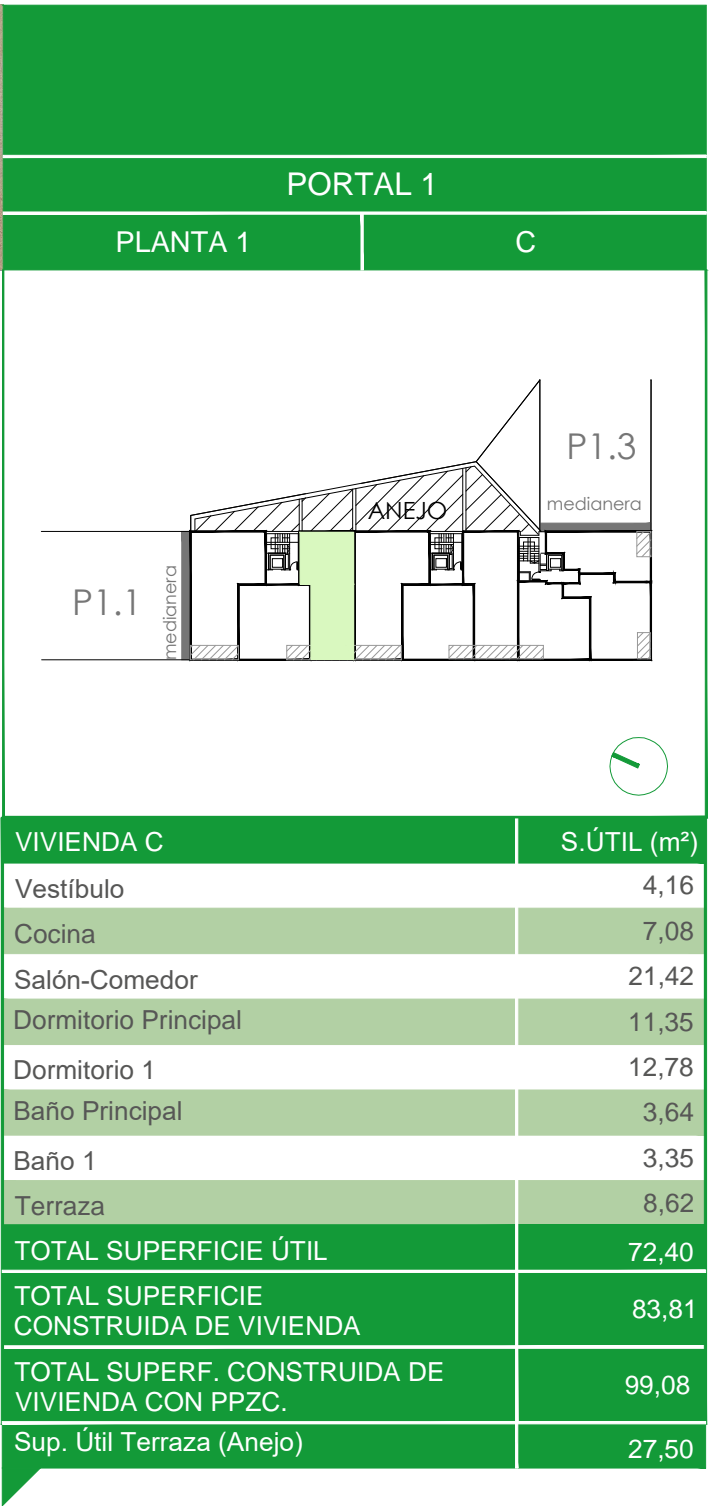 PORTAL 1
PLANTA 1 C
P1.3
medianera
ANEJO
P1.1
medianera
VIVIENDA C S.ÚTIL (m²)
Vestíbulo 4,16
Cocina 7,08
Salón-Comedor 21,42
Dormitorio Principal 11,35
Dormitorio 1 12,78
Baño Principal 3,64
Baño 1 3,35
Terraza 8,62
TOTAL SUPERFICIE ÚTIL 72,40
TOTAL SUPERFICIE
CONSTRUIDA DE VIVIENDA 83,81
TOTAL SUPERF. CONSTRUIDA DE
VIVIENDA CON PPZC. 99,08
Sup. Útil Terraza (Anejo) 27,50